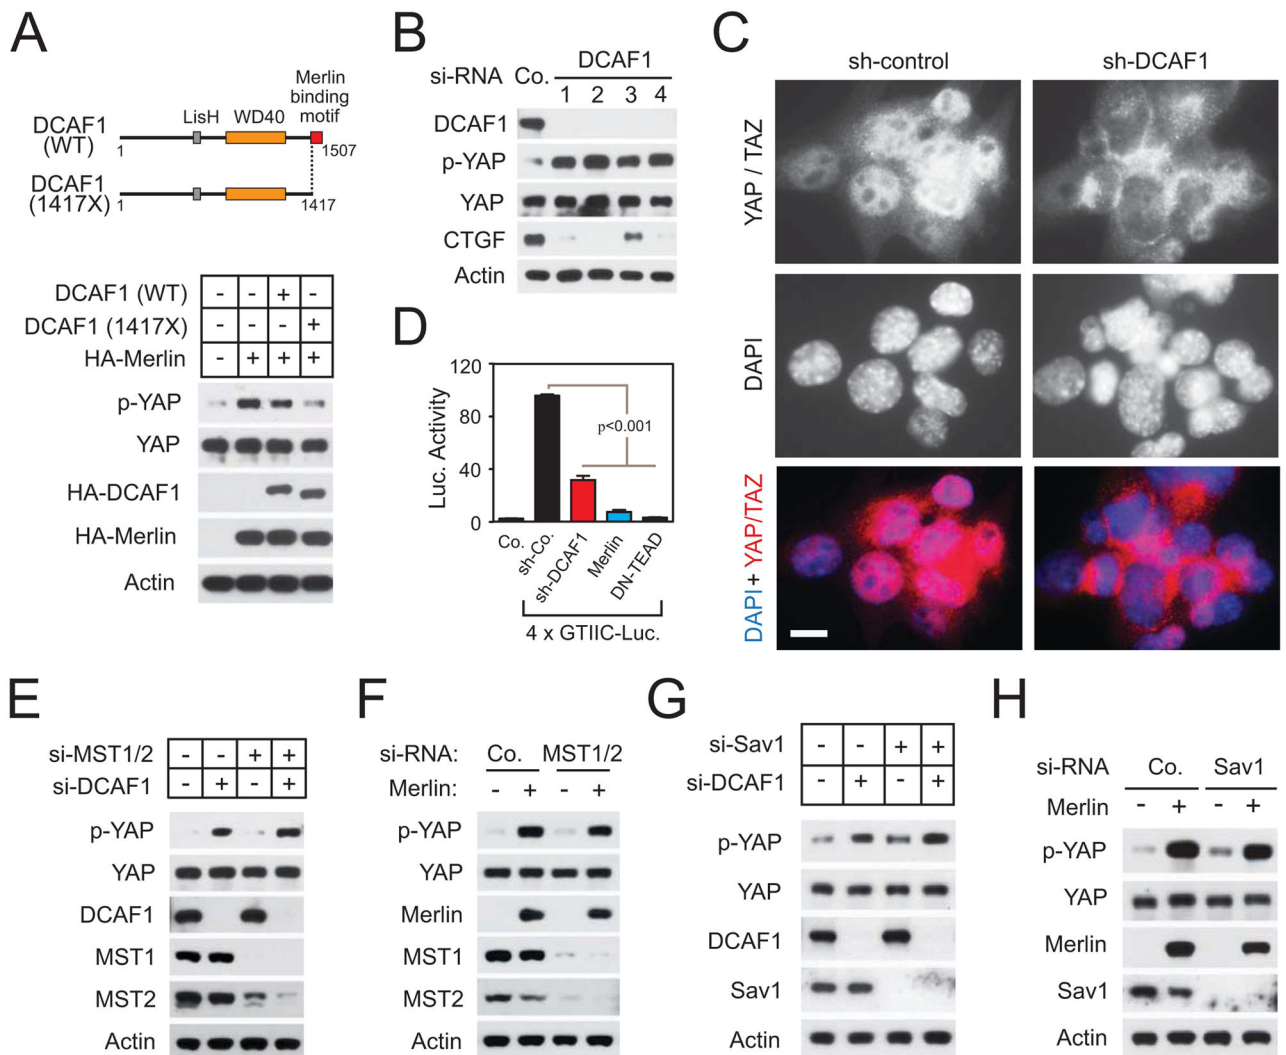 A
LisH
WD40
Merlin
binding
motif
DCAF1
(WT)
1
1507
DCAF1
(1417X)
1
1417
DCAF1 (WT) - - + -
DCAF1 (1417X) - - - +
HA-Merlin - + + +
p-YAP
YAP
HA-DCAF1
HA-Merlin
Actin
B
DCAF1
si-RNA Co. 1 2 3 4
DCAF1
p-YAP
YAP
CTGF
Actin
C
sh-control sh-DCAF1
YAP / TAZ
DAPI
DAPI + YAP/TAZ
D
Luc. Activity
120
80
40
0
p<0.001
Co.
sh-Co.
sh-DCAF1
Merlin
DN-TEAD
4 x GTIIC-Luc.
E
si-MST1/2 - - + +
si-DCAF1 - + - +
p-YAP
YAP
DCAF1
MST1
MST2
Actin
F
si-RNA: Co. MST1/2
Merlin: - + - +
p-YAP
YAP
Merlin
MST1
MST2
Actin
G
si-Sav1 - - + +
si-DCAF1 - + - +
p-YAP
YAP
DCAF1
Sav1
Actin
H
si-RNA Co. Sav1
Merlin - + - +
p-YAP
YAP
Merlin
Sav1
Actin